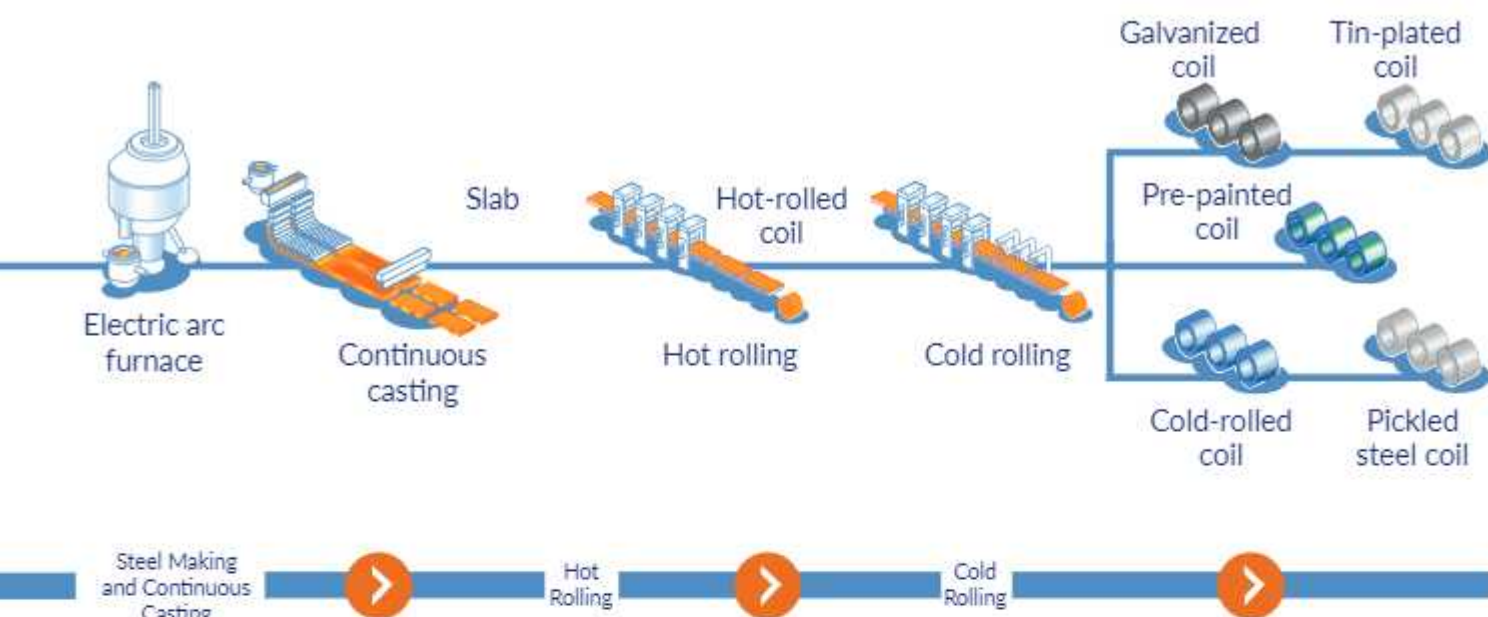 Galvanized
coil
Tin-plated
coil
Slab
Hot-rolled
coil
Pre-painted
coil
Electric arc
furnace
Continuous
casting
Hot rolling
Cold rolling
Cold-rolled
coil
Pickled
steel coil
Steel Making
and Continuous
Casting
Hot
Rolling
Cold
Rolling